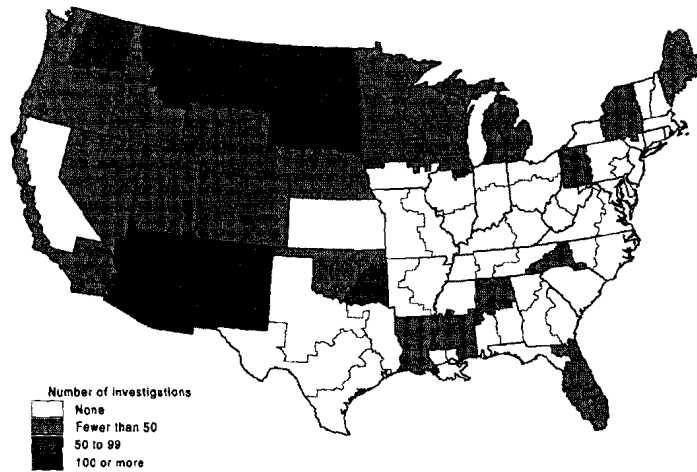 Number of investigations
None
Fewer than 50
50 to 99
100 or more